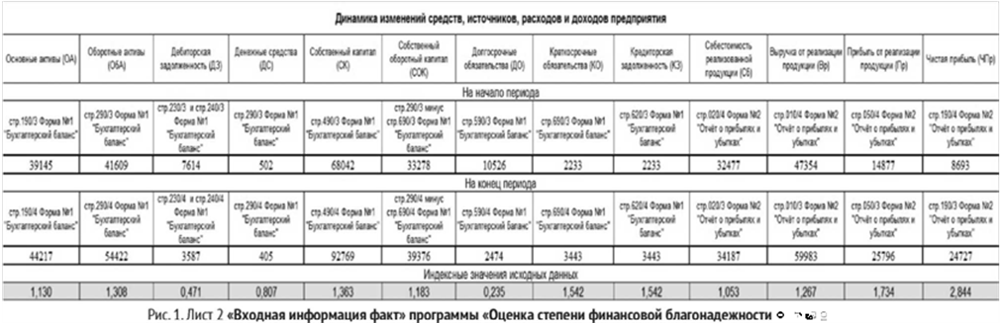 Динамика изменений средств, источников, расходов и доходов предприятия
Основные активы (ОА) Оборотные активы (ОбА) Дебиторская задолженность (ДЗ) Денежные средства (ДС) Собственный капитал (СК) Собственный оборотный капитал (СОК) Долгосрочные обязательства (ДО) Краткосрочные обязательства (КО) Кредиторская задолженность (КЗ) Себестоимость реализованной продукции (Сб) Выручка от реализации продукции (Вр) Прибыль от реализации продукции (Пр) Чистая прибыль (ЧПр)
На начало периода
стр.190/3 Форма №1 "Бухгалтерский баланс" стр.290/3 Форма №1 "Бухгалтерский баланс" стр.230/3 и стр.240/3 Форма №1 "Бухгалтерский баланс" стр.290/3 Форма №1 "Бухгалтерский баланс" стр.490/3 Форма №1 "Бухгалтерский баланс" стр.290/3 минус стр.690/3 Форма №1 "Бухгалтерский баланс" стр.590/3 Форма №1 "Бухгалтерский баланс" стр.690/3 Форма №1 "Бухгалтерский баланс" стр.620/3 Форма №1 "Бухгалтерский баланс" стр.020/4 Форма №2 "Отчёт о прибылях и убытках" стр.010/4 Форма №2 "Отчёт о прибылях и убытках" стр.050/4 Форма №2 "Отчёт о прибылях и убытках" стр.190/4 Форма №2 "Отчёт о прибылях и убытках"
39145 41609 7614 502 68042 33278 10526 2233 2233 32477 47354 14877 8693
На конец периода
стр.190/4 Форма №1 "Бухгалтерский баланс" стр.290/4 Форма №1 "Бухгалтерский баланс" стр.230/4 и стр.240/4 Форма №1 "Бухгалтерский баланс" стр.290/4 Форма №1 "Бухгалтерский баланс" стр.490/4 Форма №1 "Бухгалтерский баланс" стр.290/4 минус стр.690/4 Форма №1 "Бухгалтерский баланс" стр.590/4 Форма №1 "Бухгалтерский баланс" стр.690/4 Форма №1 "Бухгалтерский баланс" стр.620/4 Форма №1 "Бухгалтерский баланс" стр.020/3 Форма №2 "Отчёт о прибылях и убытках" стр.010/3 Форма №2 "Отчёт о прибылях и убытках" стр.050/3 Форма №2 "Отчёт о прибылях и убытках" стр.190/3 Форма №2 "Отчёт о прибылях и убытках"
44217 54422 3587 405 92769 39376 2474 3443 3443 34187 59983 25796 24727
Индексные значения исходных данных
1,130 1,308 0,471 0,807 1,363 1,183 0,235 1,542 1,542 1,053 1,267 1,734 2,844
Рис. 1. Лист 2 «Входная информация факт» программы «Оценка степени финансовой благонадежности